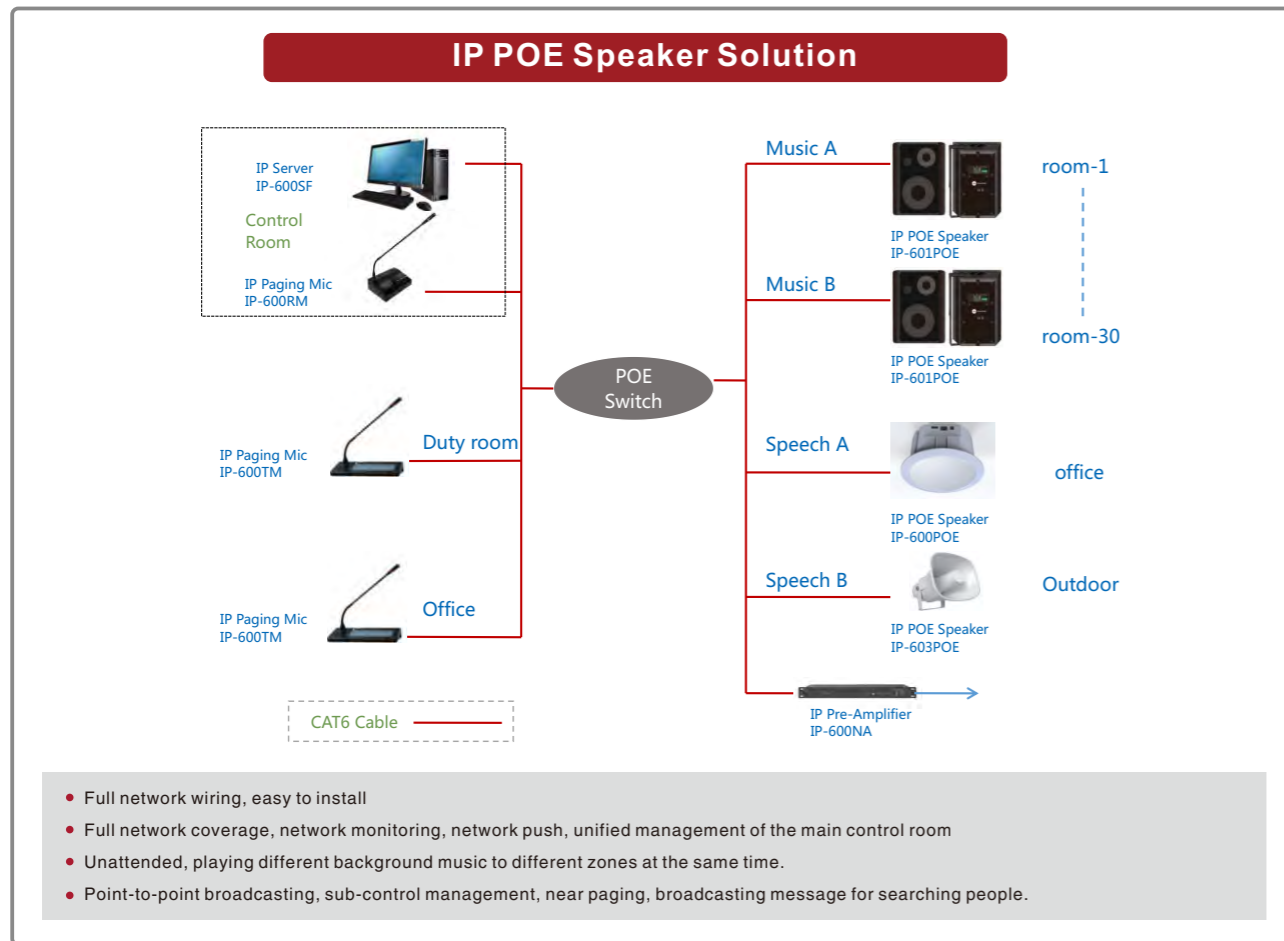 IP POE Speaker Solution
IP Server
IP-600SF
Control
Room
IP Paging Mic
IP-600RM
Duty room
IP Paging Mic
IP-600TM
Office
IP Paging Mic
IP-600TM
CAT6 Cable
POE
Switch
Music A
IP POE Speaker
IP-601POE
room-1
Music B
IP POE Speaker
IP-601POE
room-30
Speech A
IP POE Speaker
IP-600POE
office
Speech B
IP POE Speaker
IP-603POE
Outdoor
IP Pre-Amplifier
IP-600NA
• Full network wiring, easy to install
• Full network coverage, network monitoring, network push, unified management of the main control room
• Unattended, playing different background music to different zones at the same time.
• Point-to-point broadcasting, sub-control management, near paging, broadcasting message for searching people.